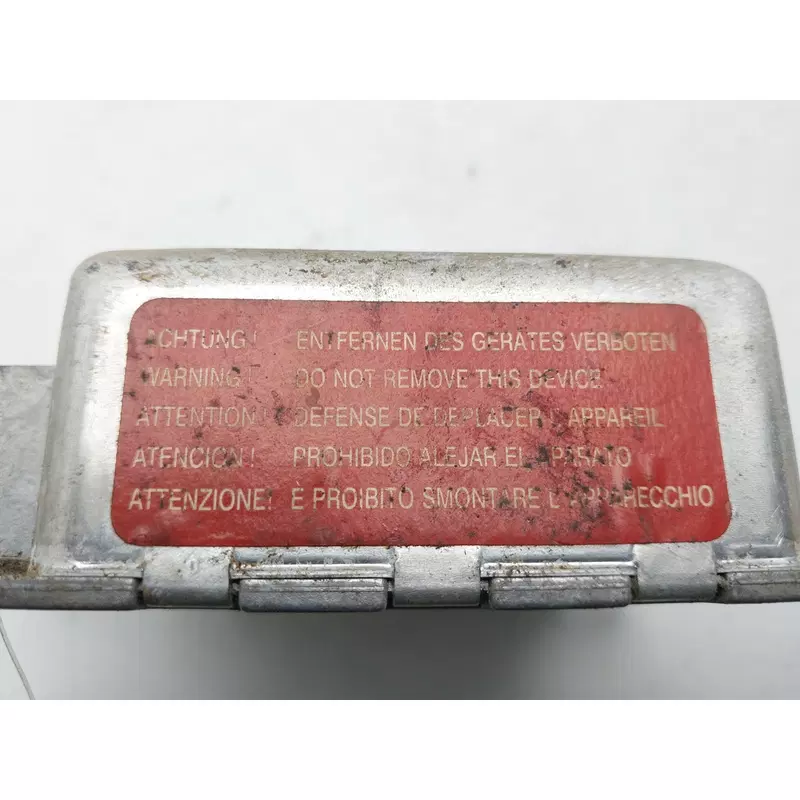 ACHTUNG! ENTFERNEN DES GERATES VERBOTEN
WARNING! DO NOT REMOVE THIS DEVICE
ATTENTION! DEFENSE DE DEPLACER L'APPAREIL
ATENCION! PROHIBIDO ALEJAR EL APARATO
ATTENZIONE! È PROIBITO SMONTARE L'APPARECCHIO